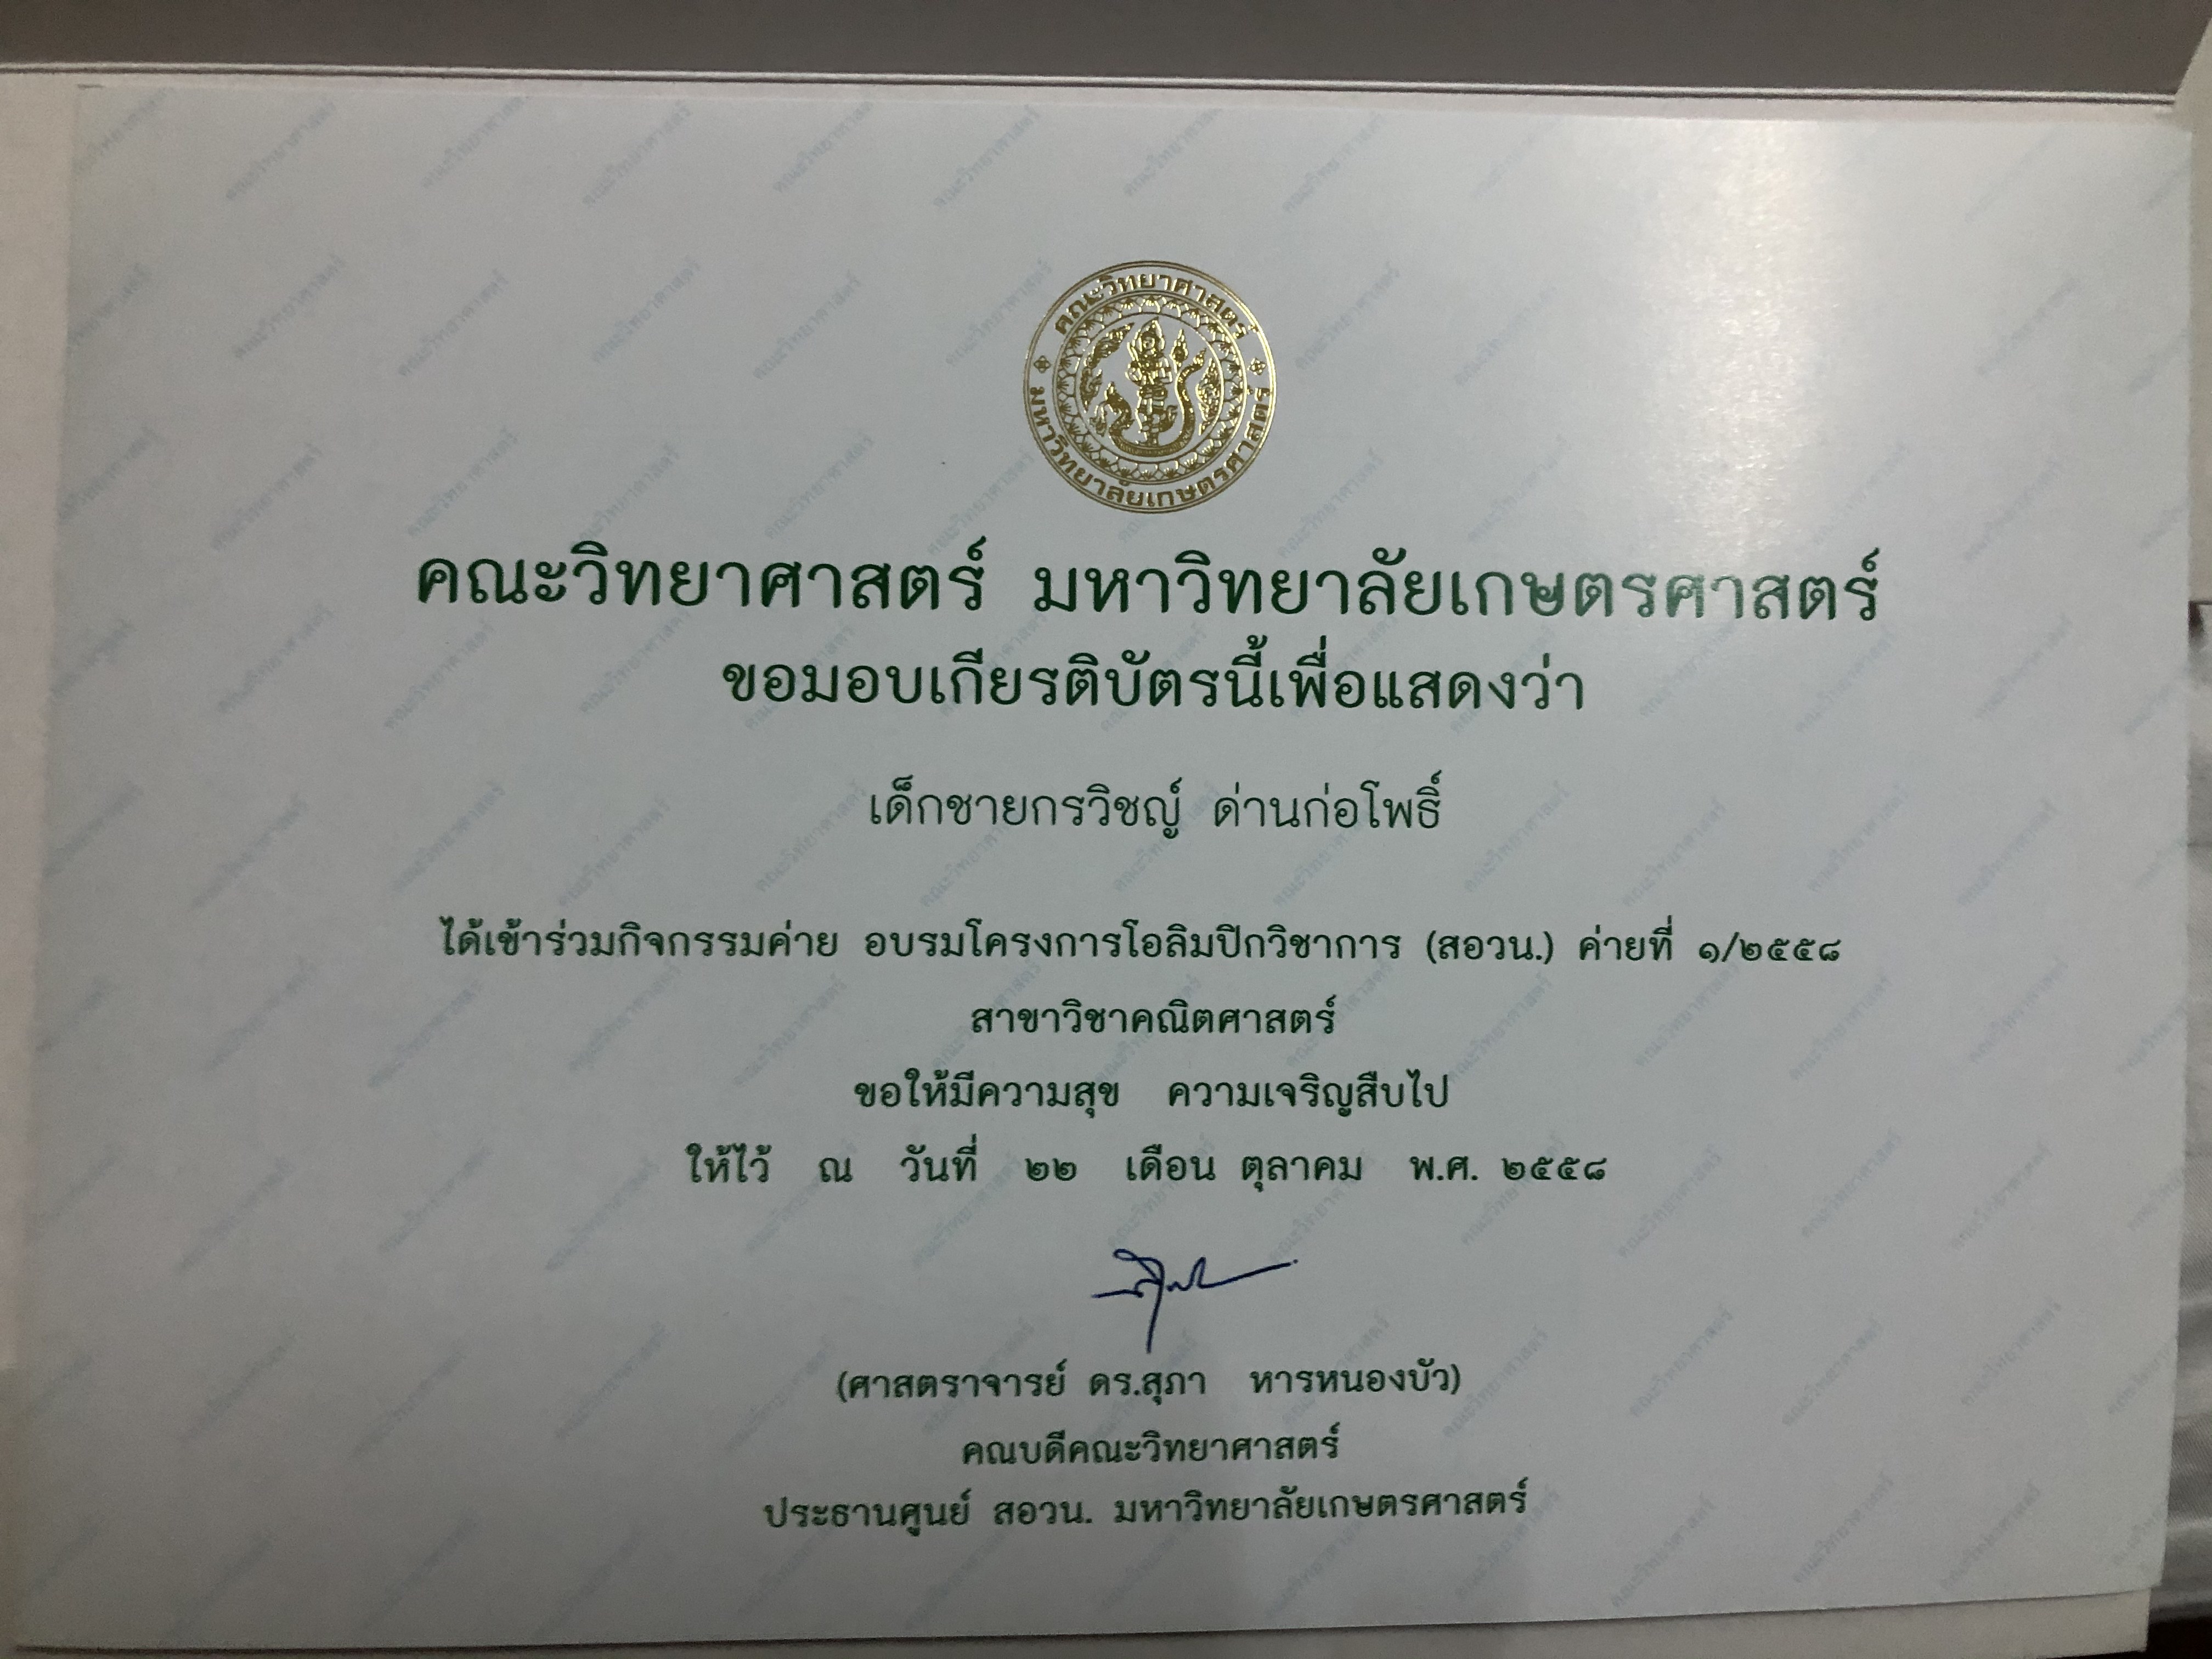 คณะวิทยาศาสตร์
มหาวิทยาลัยเกษตรศาสตร์
คณะวิทยาศาสตร์ มหาวิทยาลัยเกษตรศาสตร์
ขอมอบเกียรติบัตรนี้เพื่อแสดงว่า
เด็กชายกรวิชญ์ ด่านก่อโพธิ์
ได้เข้าร่วมกิจกรรมค่าย อบรมโครงการโอลิมปิกวิชาการ (สอวน.) ค่ายที่ ๑/๒๕๕๘
สาขาวิชาคณิตศาสตร์
ขอให้มีความสุข ความเจริญสืบไป
ให้ไว้ ณ วันที่ ๒๒ เดือน ตุลาคม พ.ศ. ๒๕๕๘
(ศาสตราจารย์ ดร.สุภา หารหนองบัว)
คณบดีคณะวิทยาศาสตร์
ประธานศูนย์ สอวน. มหาวิทยาลัยเกษตรศาสตร์